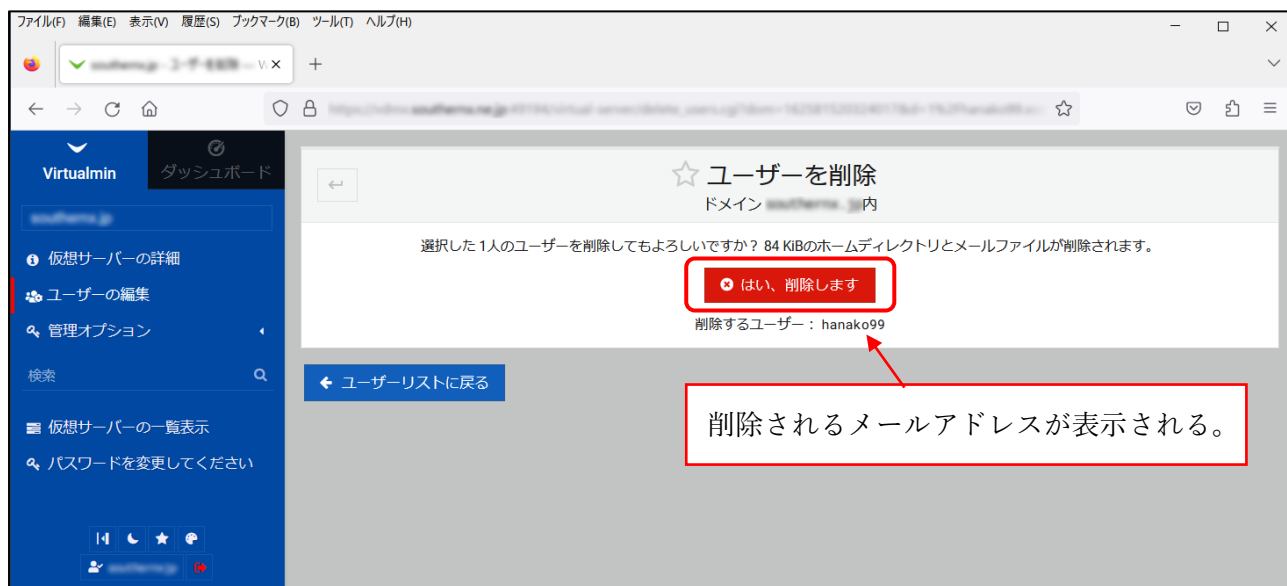 ファイル(F) 編集(E) 表示(V) 履歴(S) ブックマーク(B) ツール(T) ヘルプ(H)
Virtualmin
ダッシュボード
仮想サーバーの詳細
ユーザーの編集
管理オプション
検索
仮想サーバーの一覧表示
パスワードを変更してください
ユーザーを削除
ドメイン 内
選択した 1人のユーザーを削除してもよろしいですか？ 84 KiBのホームディレクトリとメールファイルが削除されます。
はい、削除します
削除するユーザー： hanako99
ユーザーリストに戻る
削除されるメールアドレスが表示される。